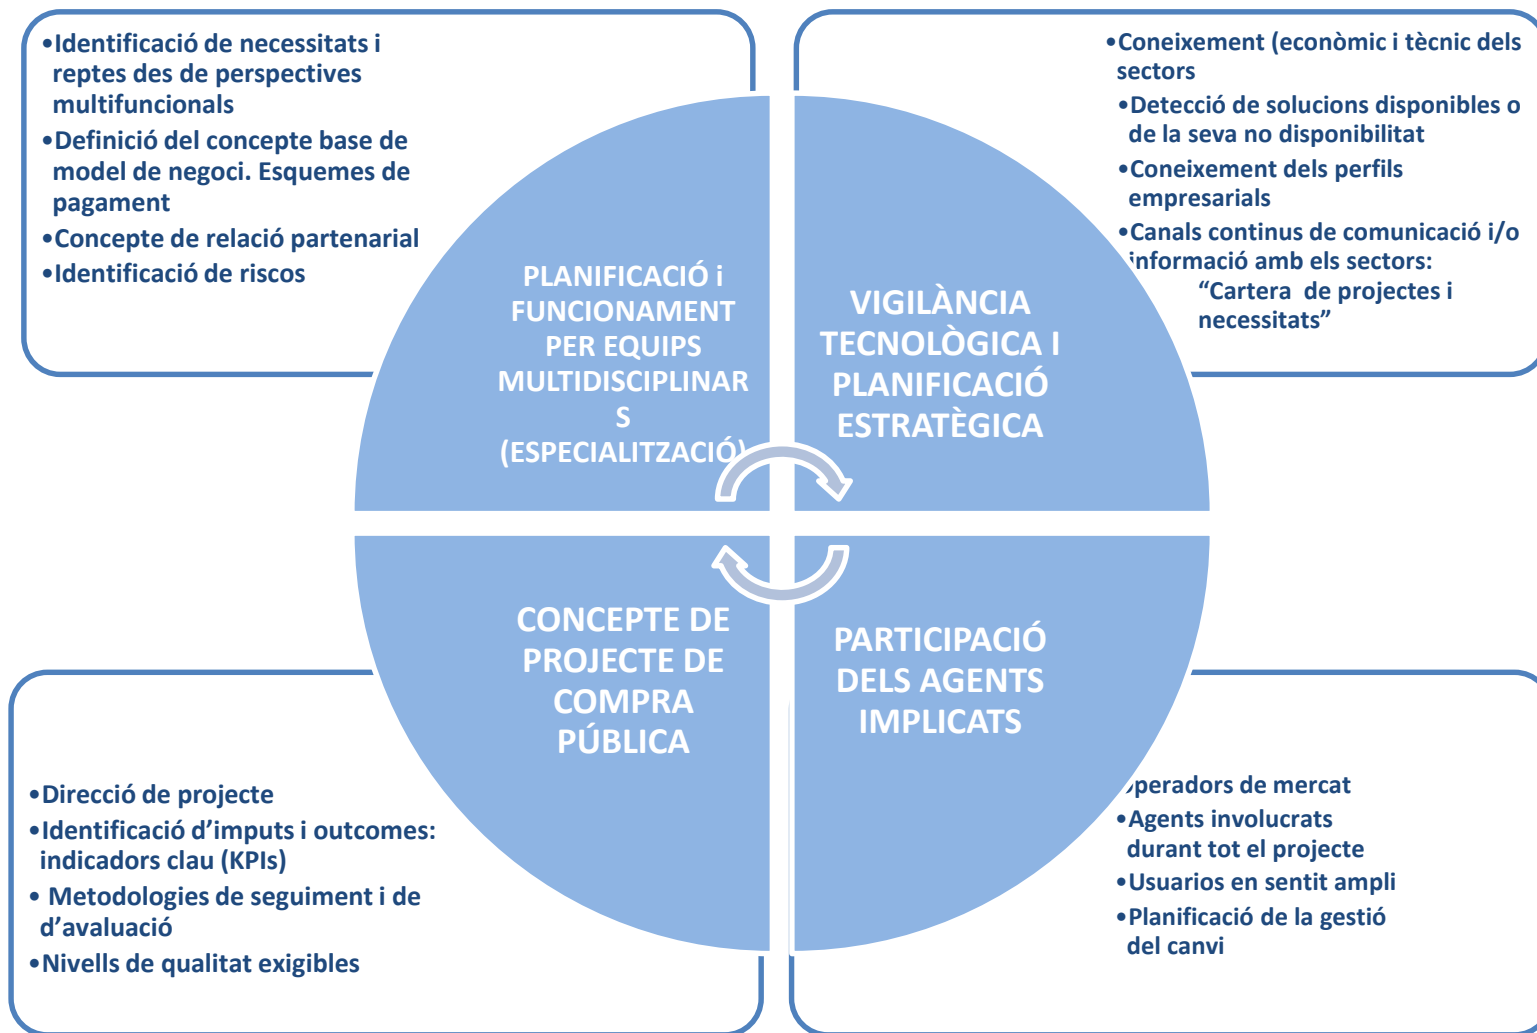 •Identificació de necessitats i
reptes des de perspectives
multifuncionals
•Definició del concepte base de
model de negoci. Esquemes de
pagament
•Concepte de relació partenarial
•Identificació de riscos
•Coneixement (econòmic i tècnic dels
sectors
•Detecció de solucions disponibles o
de la seva no disponibilitat
•Coneixement dels perfils
empresarials
•Canals continus de comunicació i/o
informació amb els sectors:
“Cartera de projectes i
necessitats”
PLANIFICACIÓ i
FUNCIONAMENT
PER EQUIPS
MULTIDISCIPLINAR
S
(ESPECIALITZACIÓ)
VIGILÀNCIA
TECNOLÒGICA I
PLANIFICACIÓ
ESTRATÈGICA
CONCEPTE DE
PROJECTE DE
COMPRA
PÚBLICA
PARTICIPACIÓ
DELS AGENTS
IMPLICATS
•Direcció de projecte
•Identificació d’imputs i outcomes:
indicadors clau (KPIs)
• Metodologies de seguiment i de
d’avaluació
•Nivells de qualitat exigibles
Operadors de mercat
•Agents involucrats
durant tot el projecte
•Usuarios en sentit ampli
•Planificació de la gestió
del canvi